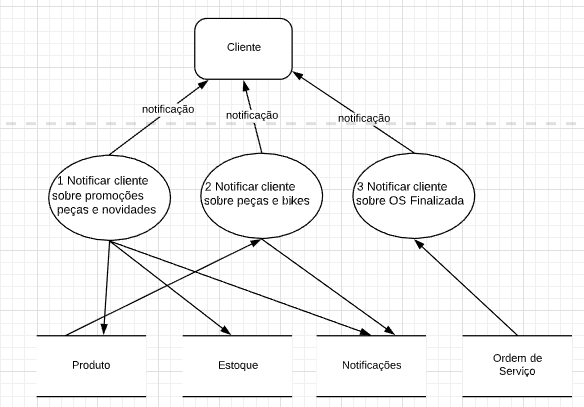 Cliente
notificação
notificação
notificação
1 Notificar cliente
sobre promoções
peças e novidades
2 Notificar cliente
sobre peças e bikes
3 Notificar cliente
sobre OS Finalizada
Produto
Estoque
Notificações
Ordem de
Serviço